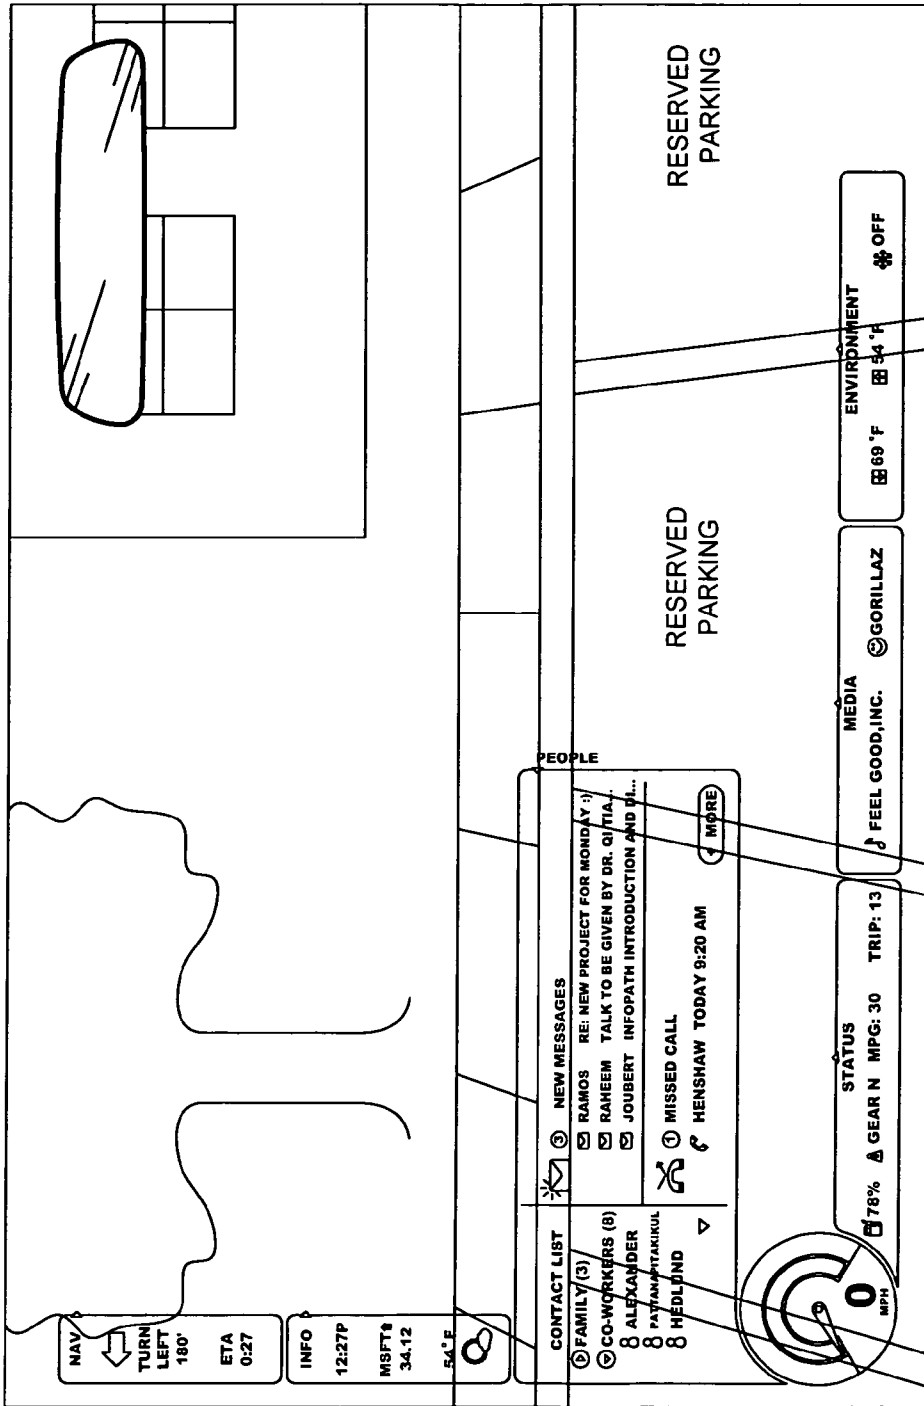 NAV
TURN
LEFT
180'
ETA
0:27
INFO
12:27P
MSFT
34.12
54°F
PEOPLE
CONTACT LIST
FAMILY (3)
CO-WORKERS (8)
ALEXANDER
PATTANAPITAKIKUL
HEDLUND
3 NEW MESSAGES
RAMOS RE: NEW PROJECT FOR MONDAY :)
RAHEEM TALK TO BE GIVEN BY DR. QI TIA...
JOUBERT INFOPATH INTRODUCTION AND DI...
1 MISSED CALL
HENSHAW TODAY 9:20 AM
MORE
RESERVED
PARKING
RESERVED
PARKING
0
MPH
STATUS
78% GEAR N MPG: 30 TRIP: 13
MEDIA
FEEL GOOD,INC. GORILLAZ
ENVIRONMENT
69°F 54°F OFF